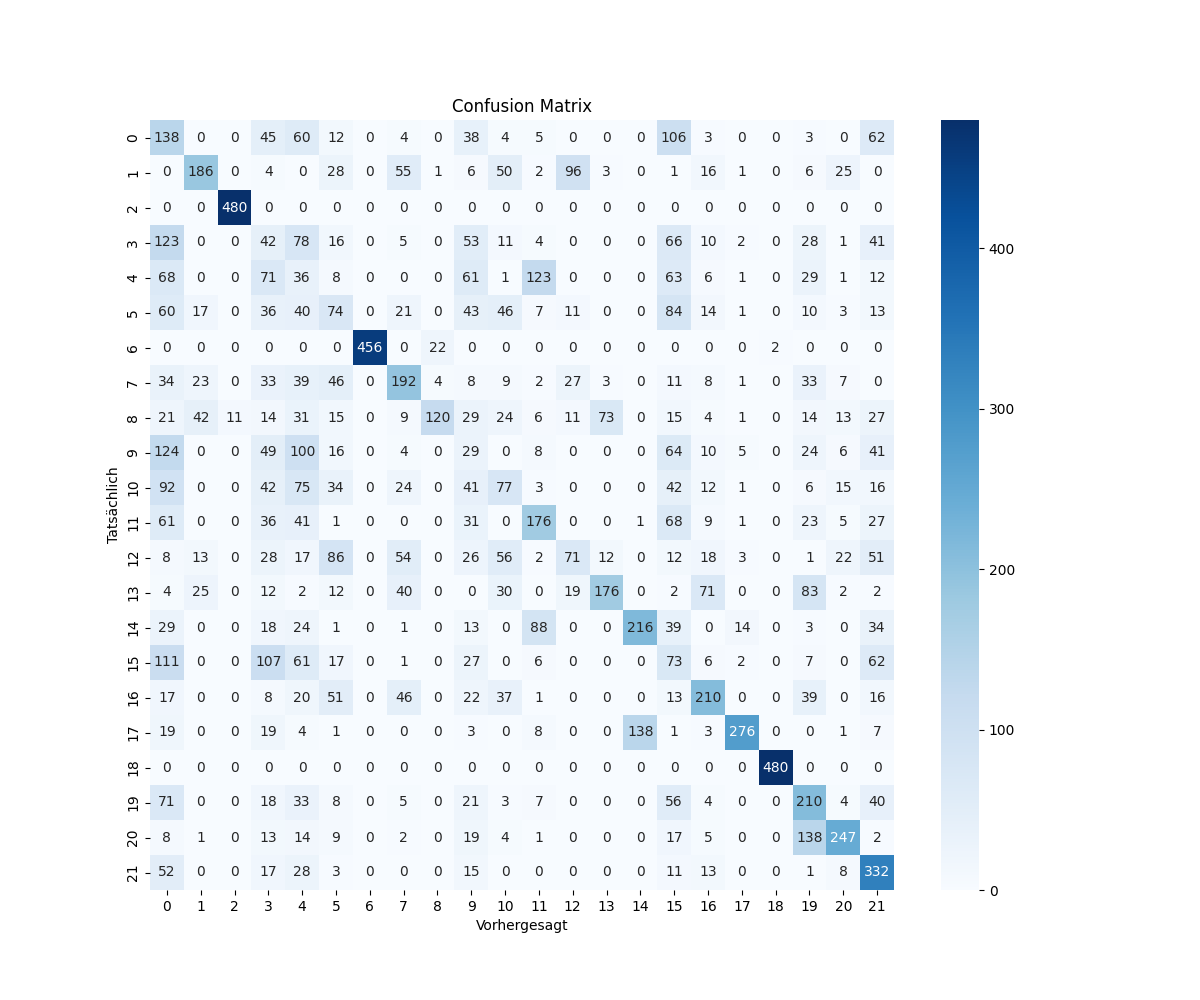 Confusion Matrix
0 138 0 0 45 60 12 0 4 0 38 4 5 0 0 0 106 3 0 0 3 0 62
1 0 186 0 4 0 28 0 55 1 6 50 2 96 3 0 1 16 1 0 6 25 0
2 0 0 480 0 0 0 0 0 0 0 0 0 0 0 0 0 0 0 0 0 0 0
3 123 0 0 42 78 16 0 5 0 53 11 4 0 0 0 66 10 2 0 28 1 41
4 68 0 0 71 36 8 0 0 0 61 1 123 0 0 0 63 6 1 0 29 1 12
5 60 17 0 36 40 74 0 21 0 43 46 7 11 0 0 84 14 1 0 10 3 13
6 0 0 0 0 0 0 456 0 22 0 0 0 0 0 0 0 0 0 2 0 0 0
7 34 23 0 33 39 46 0 192 4 8 9 2 27 3 0 11 8 1 0 33 7 0
8 21 42 11 14 31 15 0 9 120 29 24 6 11 73 0 15 4 1 0 14 13 27
9 124 0 0 49 100 16 0 4 0 29 0 8 0 0 0 64 10 5 0 24 6 41
10 92 0 0 42 75 34 0 24 0 41 77 3 0 0 0 42 12 1 0 6 15 16
11 61 0 0 36 41 1 0 0 0 31 0 176 0 0 1 68 9 1 0 23 5 27
12 8 13 0 28 17 86 0 54 0 26 56 2 71 12 0 12 18 3 0 1 22 51
13 4 25 0 12 2 12 0 40 0 0 30 0 19 176 0 2 71 0 0 83 2 2
14 29 0 0 18 24 1 0 1 0 13 0 88 0 0 216 39 0 14 0 3 0 34
15 111 0 0 107 61 17 0 1 0 27 0 6 0 0 0 73 6 2 0 7 0 62
16 17 0 0 8 20 51 0 46 0 22 37 1 0 0 0 13 210 0 0 39 0 16
17 19 0 0 19 4 1 0 0 0 3 0 8 0 0 138 1 3 276 0 0 1 7
18 0 0 0 0 0 0 0 0 0 0 0 0 0 0 0 0 0 0 480 0 0 0
19 71 0 0 18 33 8 0 5 0 21 3 7 0 0 0 56 4 0 0 210 4 40
20 8 1 0 13 14 9 0 2 0 19 4 1 0 0 0 17 5 0 0 138 247 2
21 52 0 0 17 28 3 0 0 0 15 0 0 0 0 0 11 13 0 0 1 8 332
0 1 2 3 4 5 6 7 8 9 10 11 12 13 14 15 16 17 18 19 20 21
Tatsächlich
Vorhergesagt
400
300
200
100
0